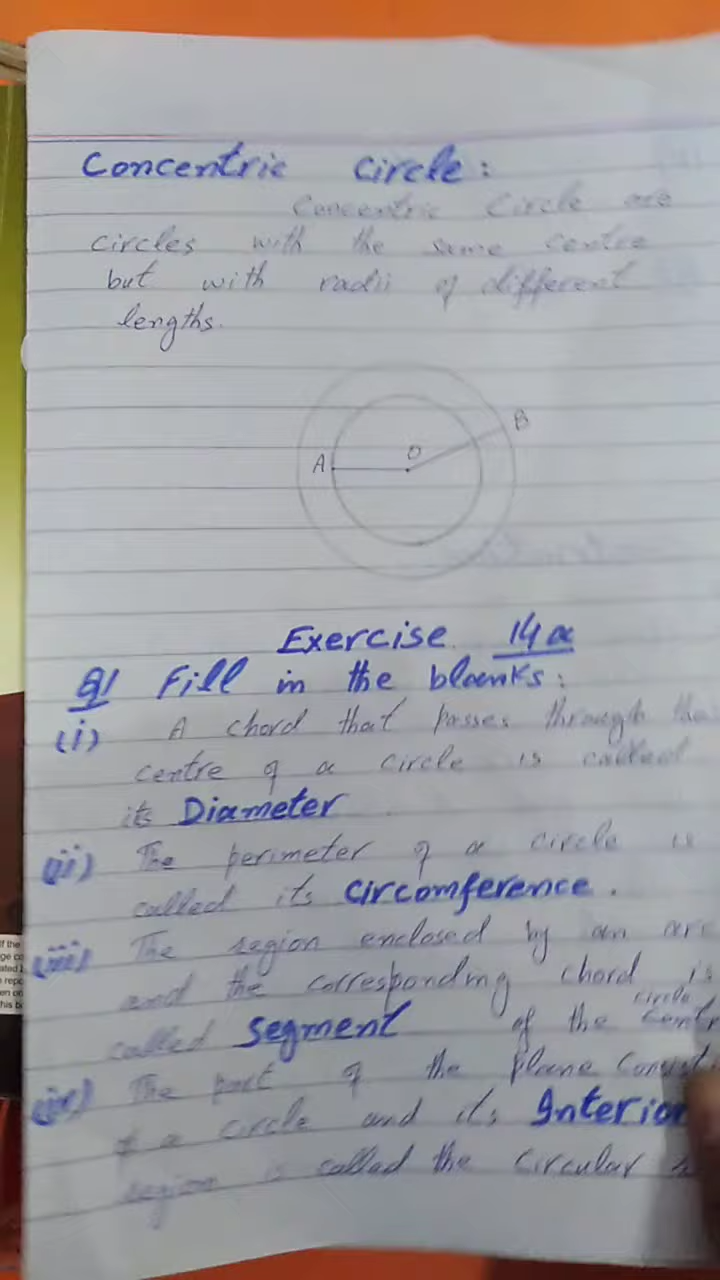 Concentric circle:
Concentric Circle are
circles with the same centre
but with radii of different
lengths.
B
O
A
Exercise 14a
Q1 Fill in the blanks:
(i) A chord that passes through the
centre of a circle is called
its Diameter
(ii) The perimeter of a circle is
called its circomference.
(iii) The region enclosed by an arc
and the corresponding chord is
circle
called segment of the
(iv) The part of the plane
of a circle and its Interior
region is called the circular